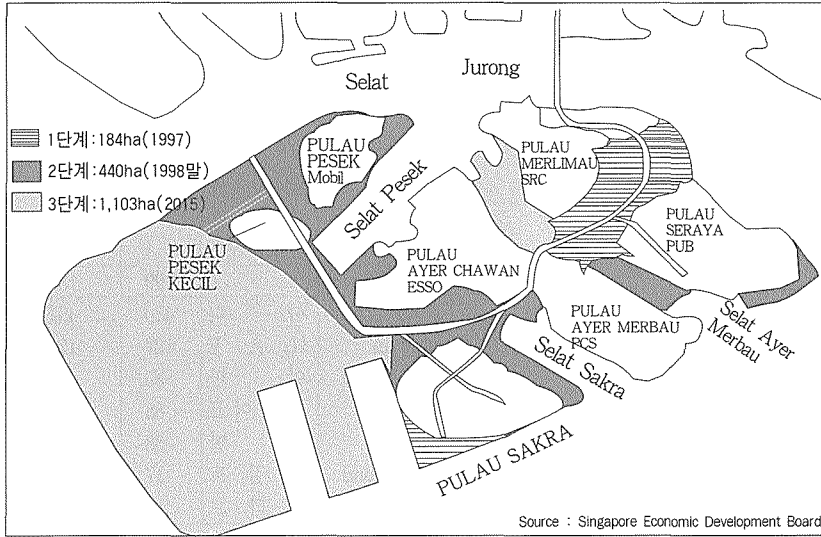 Selat Jurong
1단계:184ha(1997)
2단계:440ha(1998말)
3단계:1,103ha(2015)
PULAU
PESEK
Mobil
Selat Pesek
PULAU
MERLIMAU
SRC
PULAU
SERAYA
PUB
PULAU
PESEK
KECIL
PULAU
AYER CHAWAN
ESSO
PULAU
AYER MERBAU
PCS
Selat Ayer
Merbau
Selat Sakra
PULAU SAKRA
Source : Singapore Economic Development Board